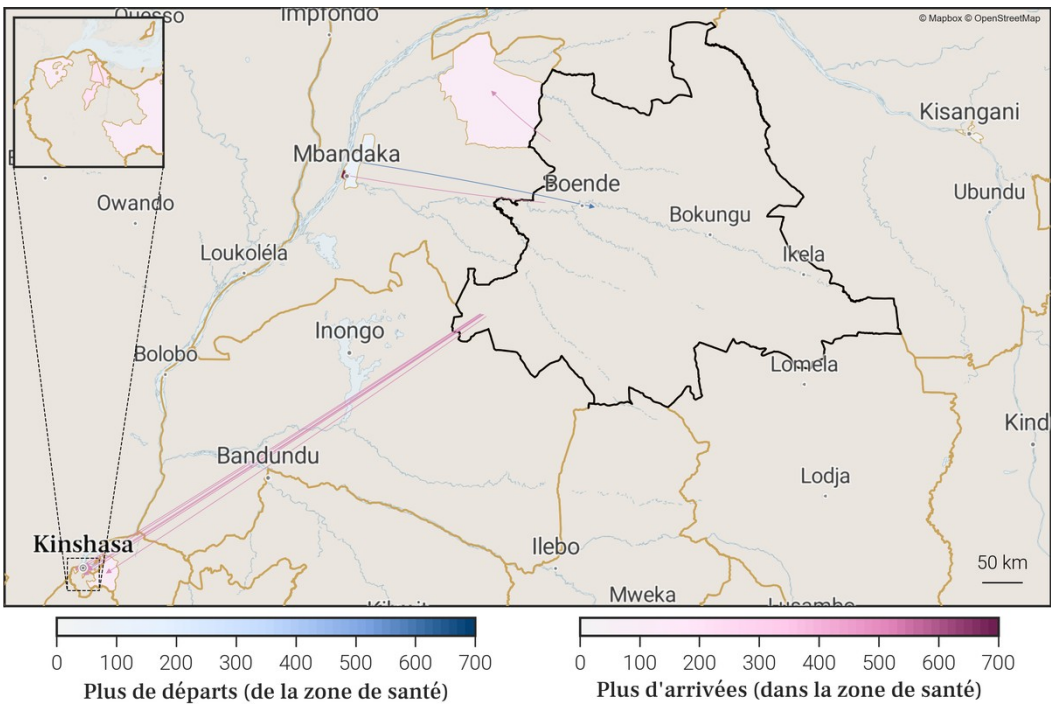 © Mapbox © OpenStreetMap
Ouesso
Impfondo
Kisangani
Mbandaka
Boende
Ubundu
Owando
Bokungu
Loukoléla
Ikela
Inongo
Bolobo
Lomela
Kind
Bandundu
Lodja
Kinshasa
Ilebo
50 km
Mweka
Lusambo
0 100 200 300 400 500 600 700
Plus de départs (de la zone de santé)
0 100 200 300 400 500 600 700
Plus d'arrivées (dans la zone de santé)